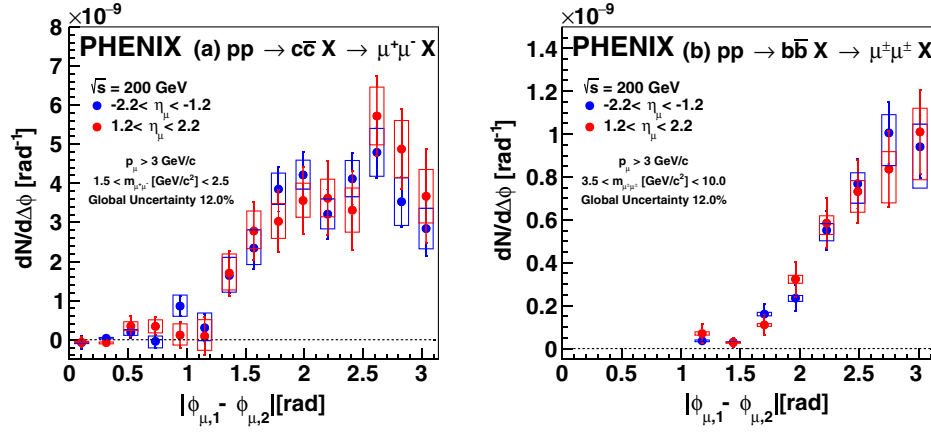 ×10⁻⁹
PHENIX (a) pp → cc̅ X → μ⁺μ⁻ X
√s = 200 GeV
-2.2< η_μ < -1.2
1.2< η_μ < 2.2
p_μ > 3 GeV/c
1.5 < m_μ⁺μ⁻ [GeV/c²] < 2.5
Global Uncertainty 12.0%
dN/dΔϕ [rad⁻¹]
8
7
6
5
4
3
2
1
0
0 0.5 1 1.5 2 2.5 3
|ϕ_μ,1 - ϕ_μ,2|[rad]
×10⁻⁹
PHENIX (b) pp → bb̅ X → μ^±μ^± X
√s = 200 GeV
-2.2< η_μ < -1.2
1.2< η_μ < 2.2
p_μ > 3 GeV/c
3.5 < m_μ^±μ^± [GeV/c²] < 10.0
Global Uncertainty 12.0%
dN/dΔϕ [rad⁻¹]
1.4
1.2
1
0.8
0.6
0.4
0.2
0
0 0.5 1 1.5 2 2.5 3
|ϕ_μ,1 - ϕ_μ,2|[rad]